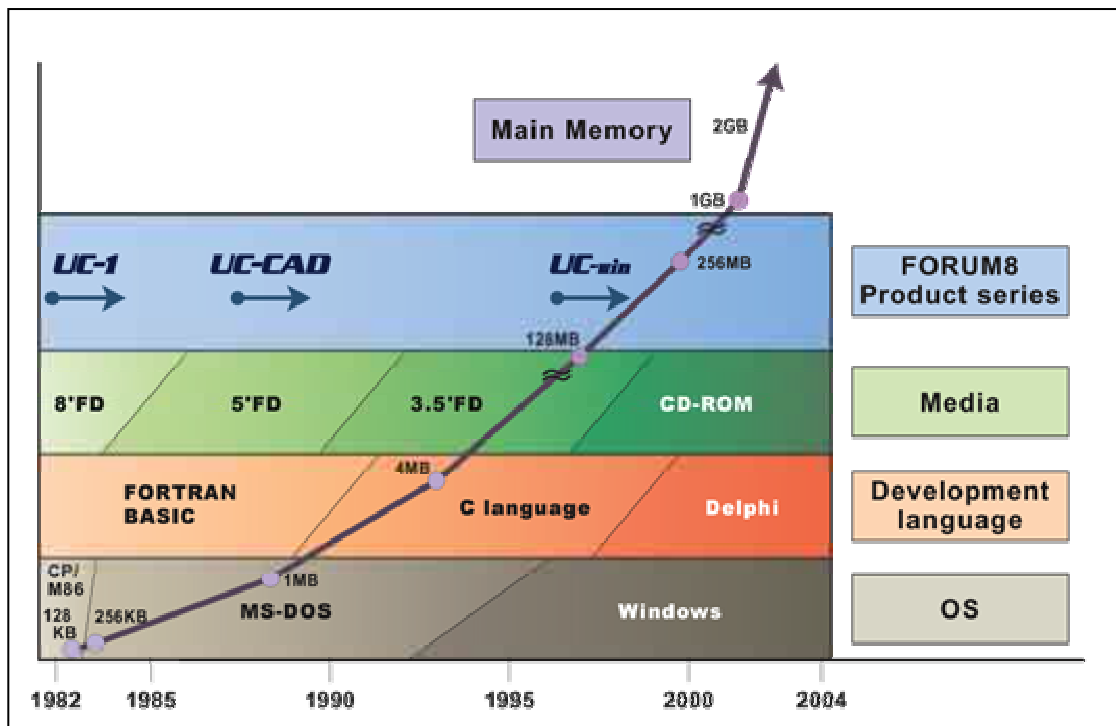 Main Memory
2GB
1GB
UC-1
UC-CAD
UC-win
256MB
FORUM8
Product series
128MB
8'FD
5'FD
3.5'FD
CD-ROM
Media
4MB
FORTRAN
BASIC
C language
Delphi
Development
language
CP/
M86
128
KB
256KB
1MB
MS-DOS
Windows
OS
1982
1985
1990
1995
2000
2004